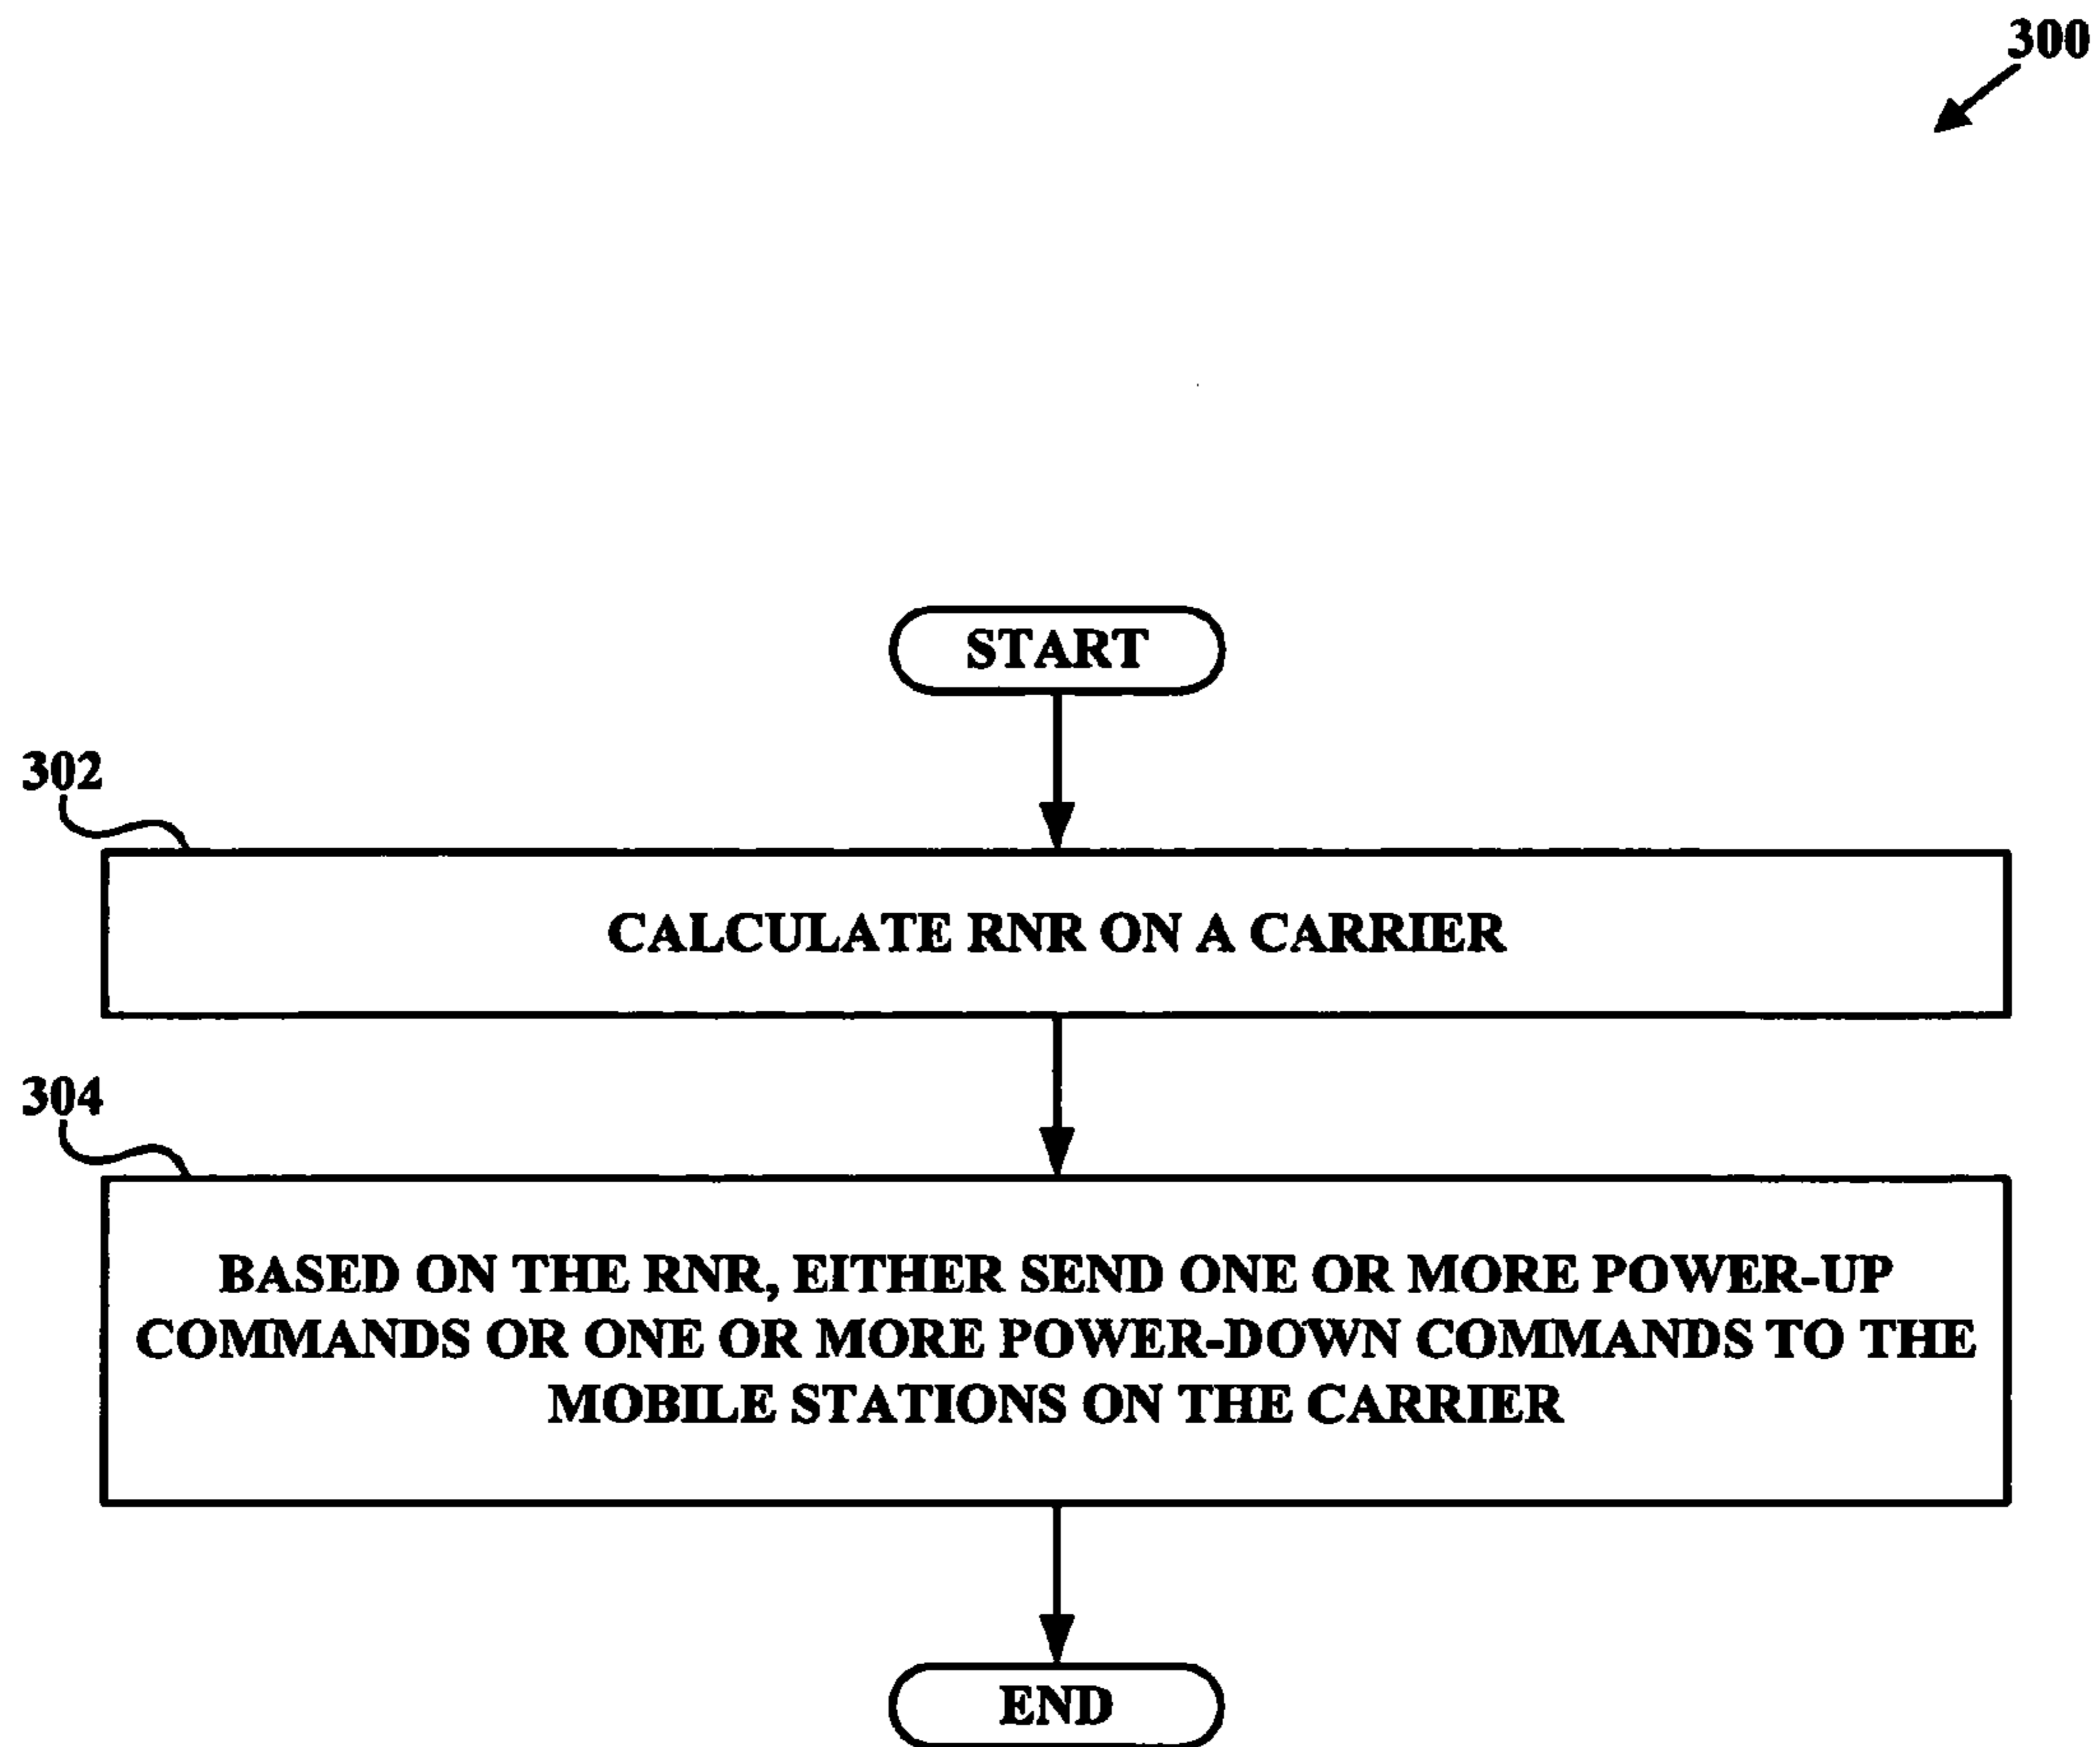 300
START
302
CALCULATE RNR ON A CARRIER
304
BASED ON THE RNR, EITHER SEND ONE OR MORE POWER-UP
COMMANDS OR ONE OR MORE POWER-DOWN COMMANDS TO THE
MOBILE STATIONS ON THE CARRIER
END